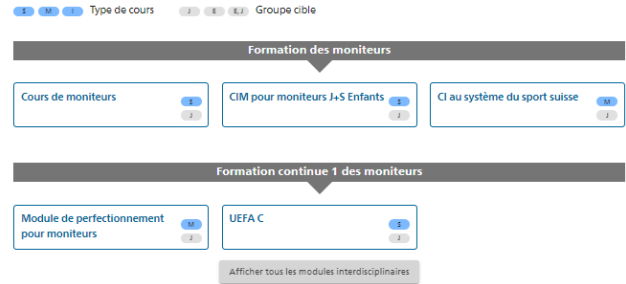 S M I Type de cours J E E,J Groupe cible
Formation des moniteurs
Cours de moniteurs S J
CIM pour moniteurs J+S Enfants S J
CI au système du sport suisse M J
Formation continue 1 des moniteurs
Module de perfectionnement
pour moniteurs M J
UEFA C S J
Afficher tous les modules interdisciplinaires